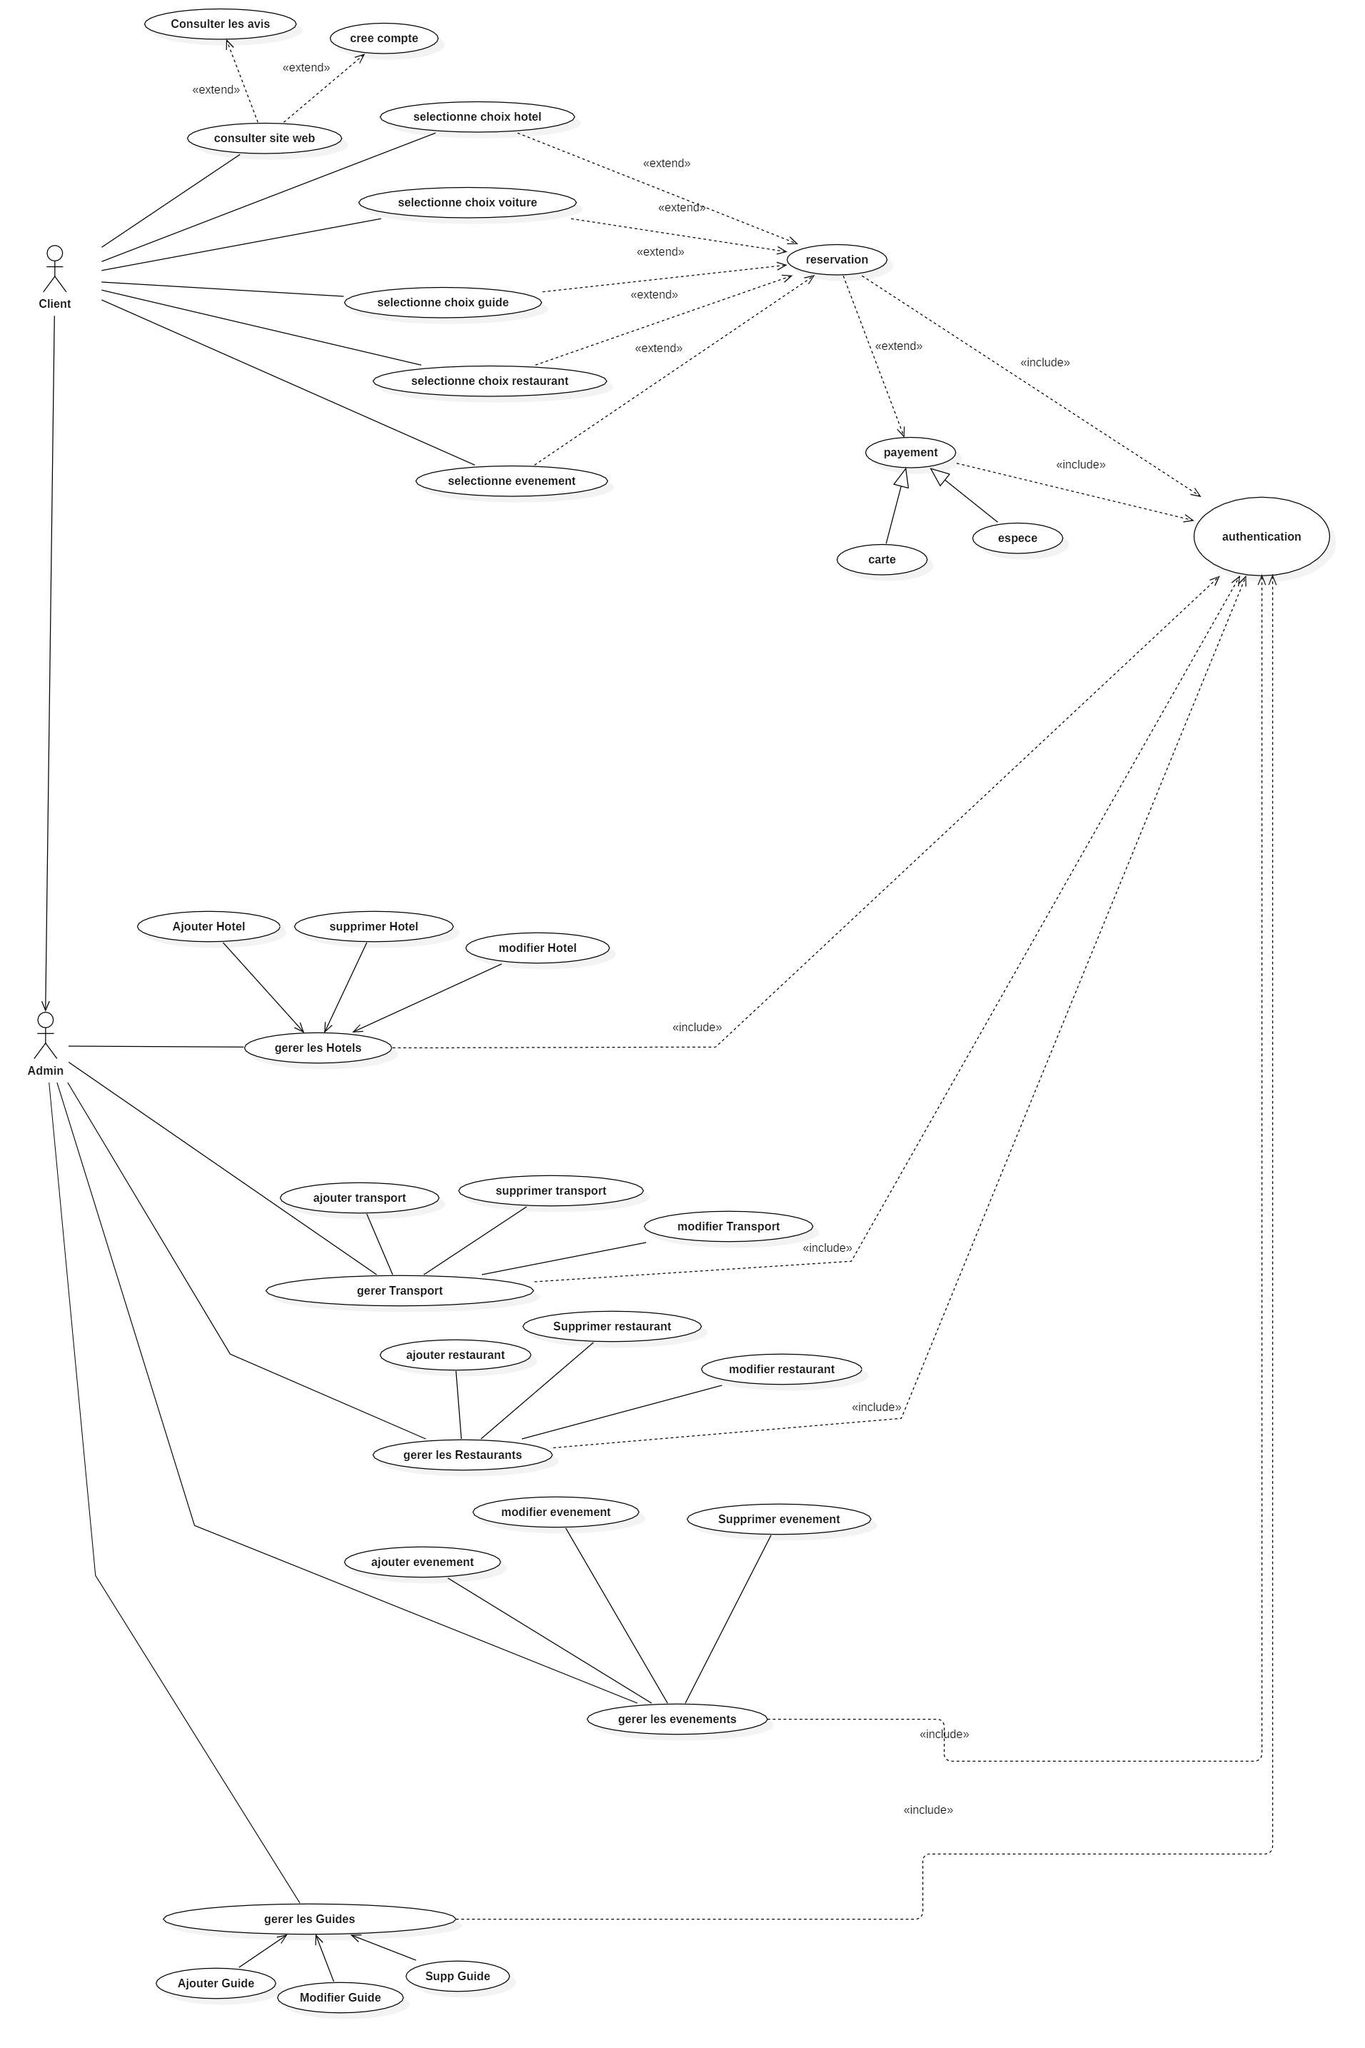 Consulter les avis
cree compte
«extend»
«extend»
consulter site web
selectionne choix hotel
«extend»
selectionne choix voiture
«extend»
Client
«extend»
reservation
selectionne choix guide
«extend»
selectionne choix restaurant
«extend»
«extend»
«include»
selectionne evenement
payement
«include»
carte
espece
authentication
Ajouter Hotel
supprimer Hotel
modifier Hotel
«include»
gerer les Hotels
Admin
ajouter transport
supprimer transport
modifier Transport
«include»
gerer Transport
Supprimer restaurant
ajouter restaurant
modifier restaurant
«include»
gerer les Restaurants
modifier evenement
Supprimer evenement
ajouter evenement
gerer les evenements
«include»
«include»
gerer les Guides
Ajouter Guide
Modifier Guide
Supp Guide